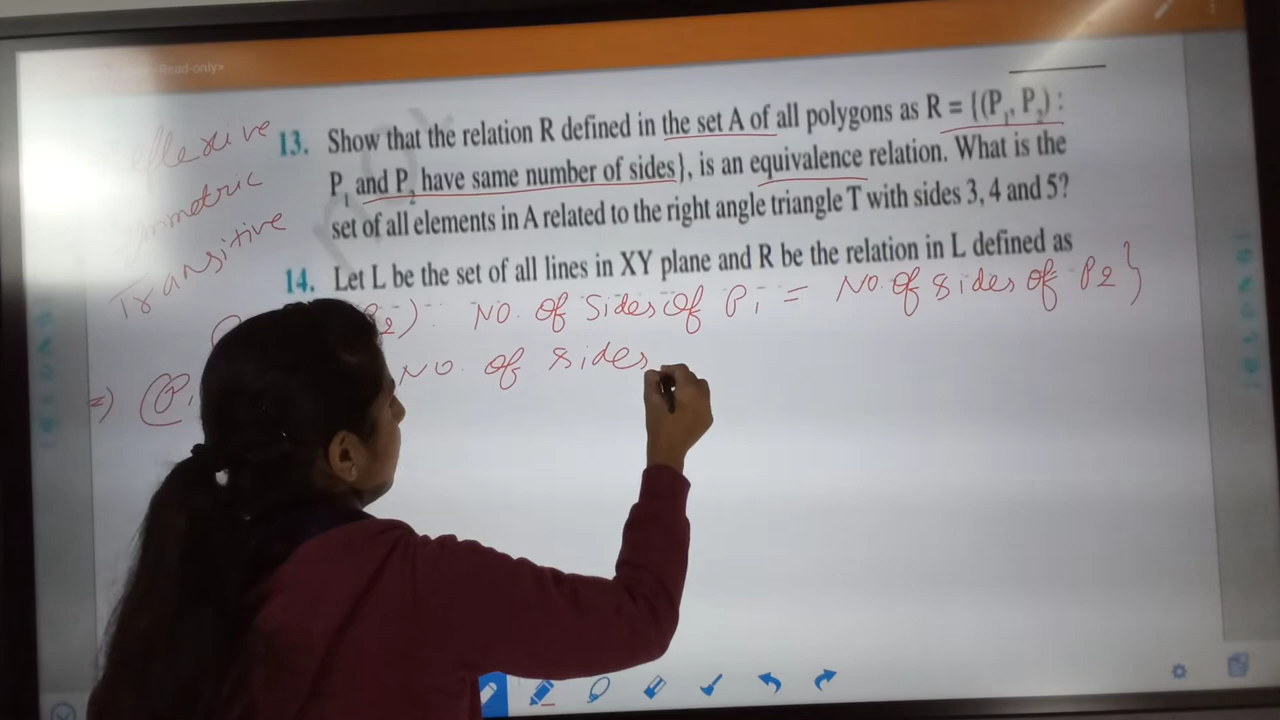 Read-only>
Reflexive
Symmetric
Transitive
13. Show that the relation R defined in the set A of all polygons as R = {(P₁, P₂) :
P₁ and P₂ have same number of sides}, is an equivalence relation. What is the
set of all elements in A related to the right angle triangle T with sides 3, 4 and 5?
14. Let L be the set of all lines in XY plane and R be the relation in L defined as
P2) : NO. of sides of P1 = NO. of sides of P2}
=> (P1 NO. of sides